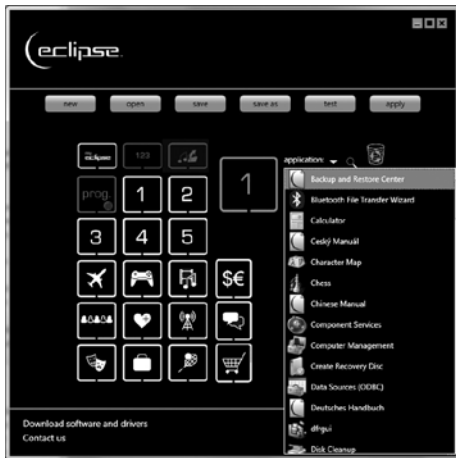 eclipse
new open save save as test apply
my eclipse 123
prog. 1 2 1
application:
3 4 5
$€
Backup and Restore Center
Bluetooth File Transfer Wizard
Calculator
Ceský Manuál
Character Map
Chess
Chinese Manual
Component Services
Computer Management
Create Recovery Disc
Data Sources (ODBC)
Deutsches Handbuch
dfrgui
Disk Cleanup
Download software and drivers
Contact us